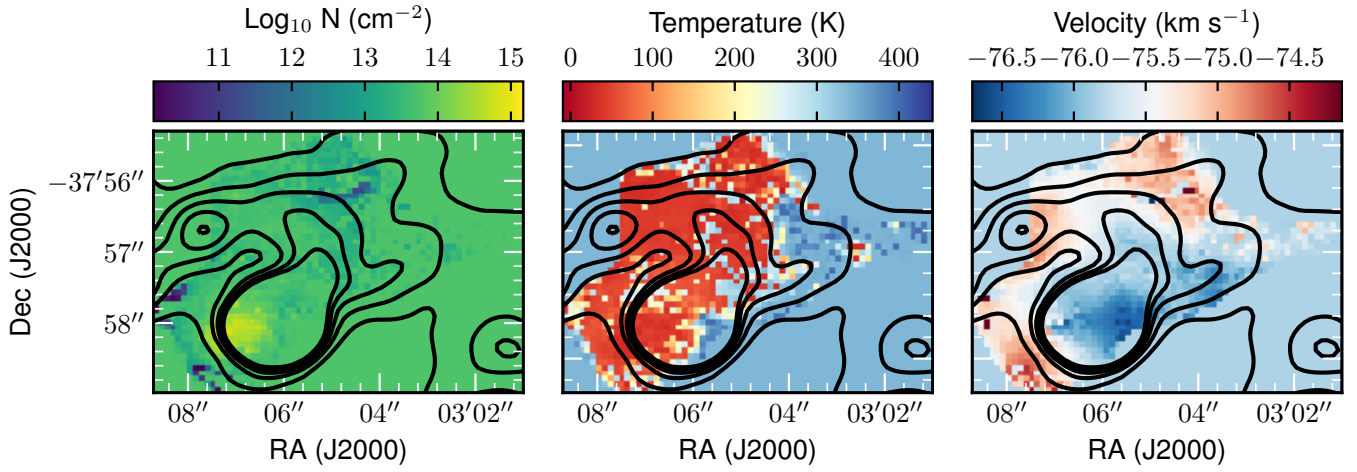 Log₁₀ N (cm⁻²) Temperature (K) Velocity (km s⁻¹)
11 12 13 14 15 0 100 200 300 400 −76.5 −76.0 −75.5 −75.0 −74.5
Dec (J2000)
−37′56″
57″
58″
08″ 06″ 04″ 03′02″ 08″ 06″ 04″ 03′02″ 08″ 06″ 04″ 03′02″
RA (J2000) RA (J2000) RA (J2000)